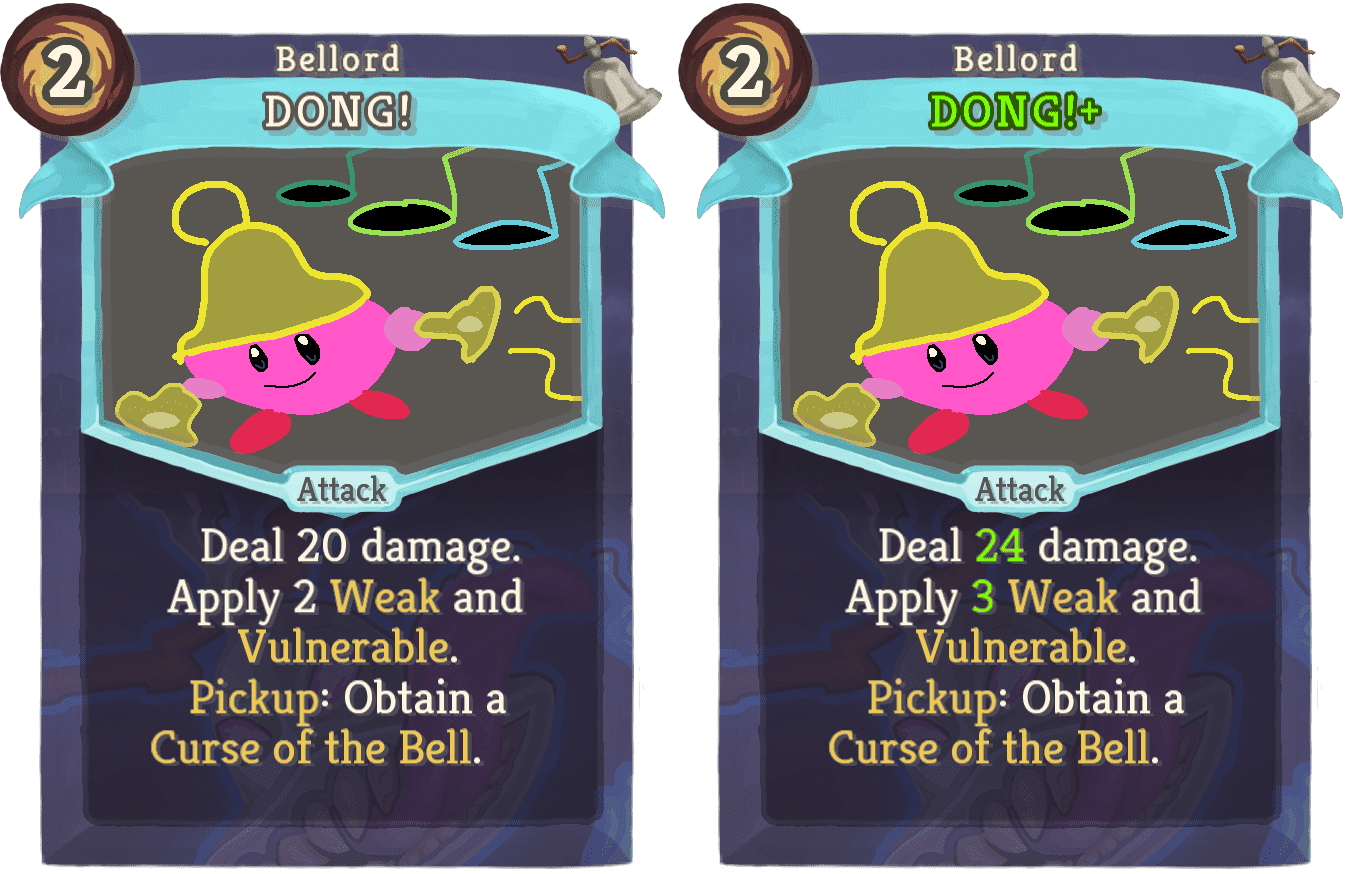 2
Bellord
DONG!
Attack
Deal 20 damage.
Apply 2 Weak and
Vulnerable.
Pickup: Obtain a
Curse of the Bell.
2
Bellord
DONG!+
Attack
Deal 24 damage.
Apply 3 Weak and
Vulnerable.
Pickup: Obtain a
Curse of the Bell.